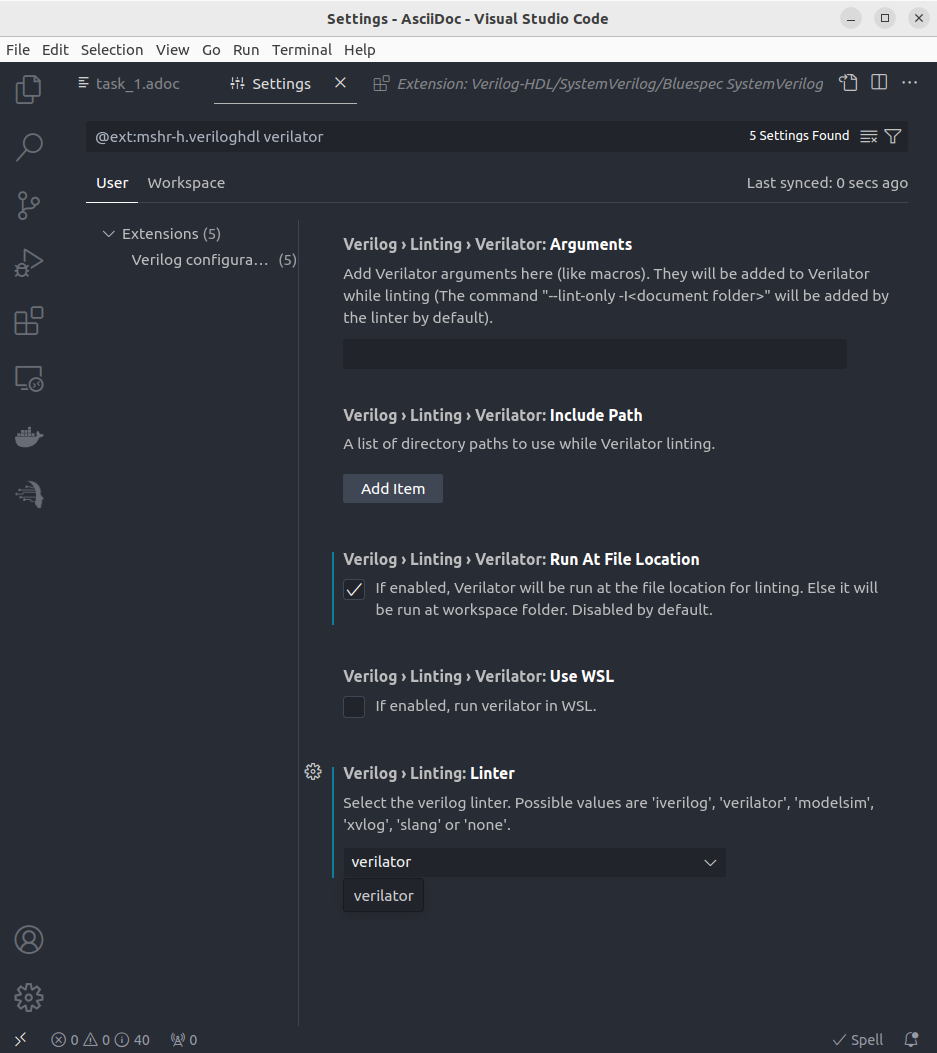 Settings - AsciiDoc - Visual Studio Code
File Edit Selection View Go Run Terminal Help
task_1.adoc Settings Extension: Verilog-HDL/SystemVerilog/Bluespec SystemVerilog
@ext:mshr-h.veriloghdl verilator 5 Settings Found
User Workspace Last synced: 0 secs ago
Extensions (5)
Verilog configura… (5)
Verilog › Linting › Verilator: Arguments
Add Verilator arguments here (like macros). They will be added to Verilator
while linting (The command "--lint-only -I<document folder>" will be added by
the linter by default).
Verilog › Linting › Verilator: Include Path
A list of directory paths to use while Verilator linting.
Add Item
Verilog › Linting › Verilator: Run At File Location
If enabled, Verilator will be run at the file location for linting. Else it will
be run at workspace folder. Disabled by default.
Verilog › Linting › Verilator: Use WSL
If enabled, run verilator in WSL.
Verilog › Linting: Linter
Select the verilog linter. Possible values are 'iverilog', 'verilator', 'modelsim',
'xvlog', 'slang' or 'none'.
verilator
verilator
0 0 40 0 Spell